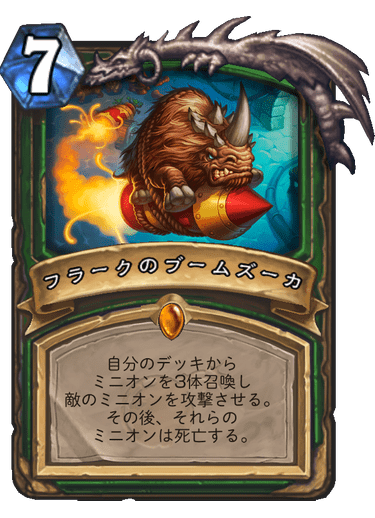 7
フラークのブームズーカ
自分のデッキから
ミニオンを3体召喚し
敵のミニオンを攻撃させる。
その後、それらの
ミニオンは死亡する。